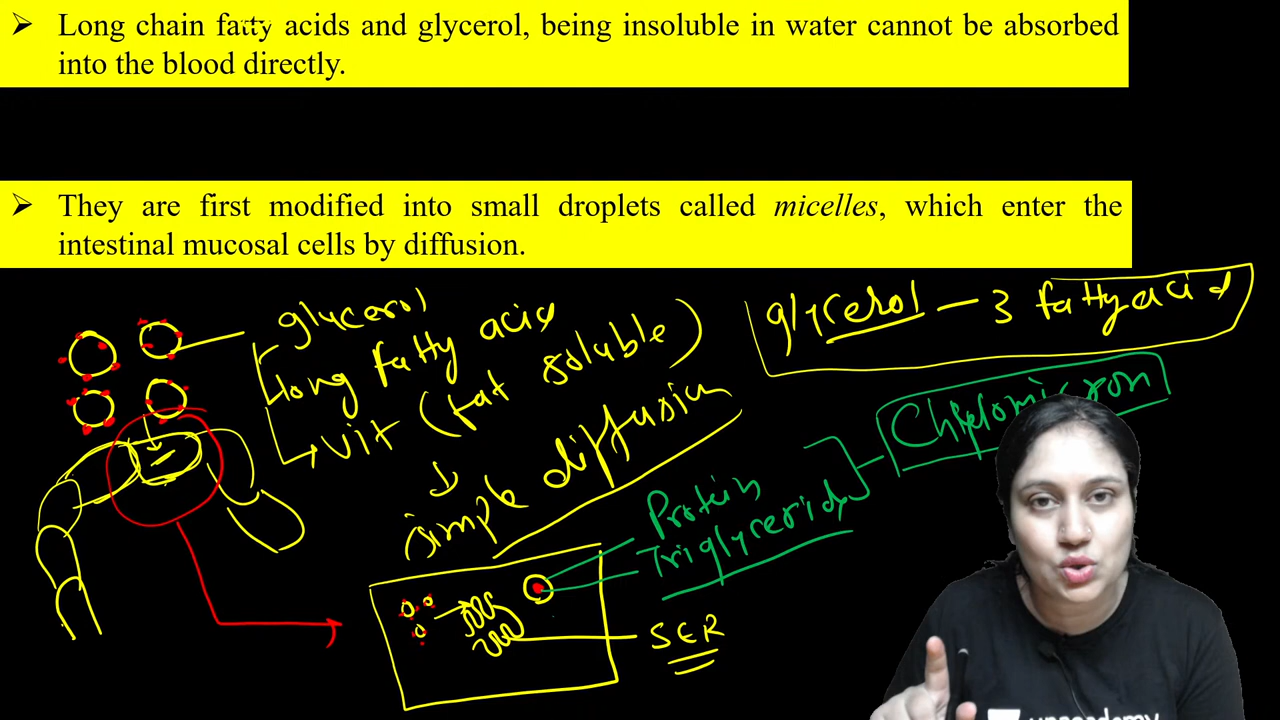 ➢ Long chain fatty acids and glycerol, being insoluble in water cannot be absorbed
into the blood directly.
➢ They are first modified into small droplets called micelles, which enter the
intestinal mucosal cells by diffusion.
glycerol
long fatty acid
Vit (fat soluble)
simple diffusion
glycerol — 3 fatty acid
Protein
Triglyceride
SER